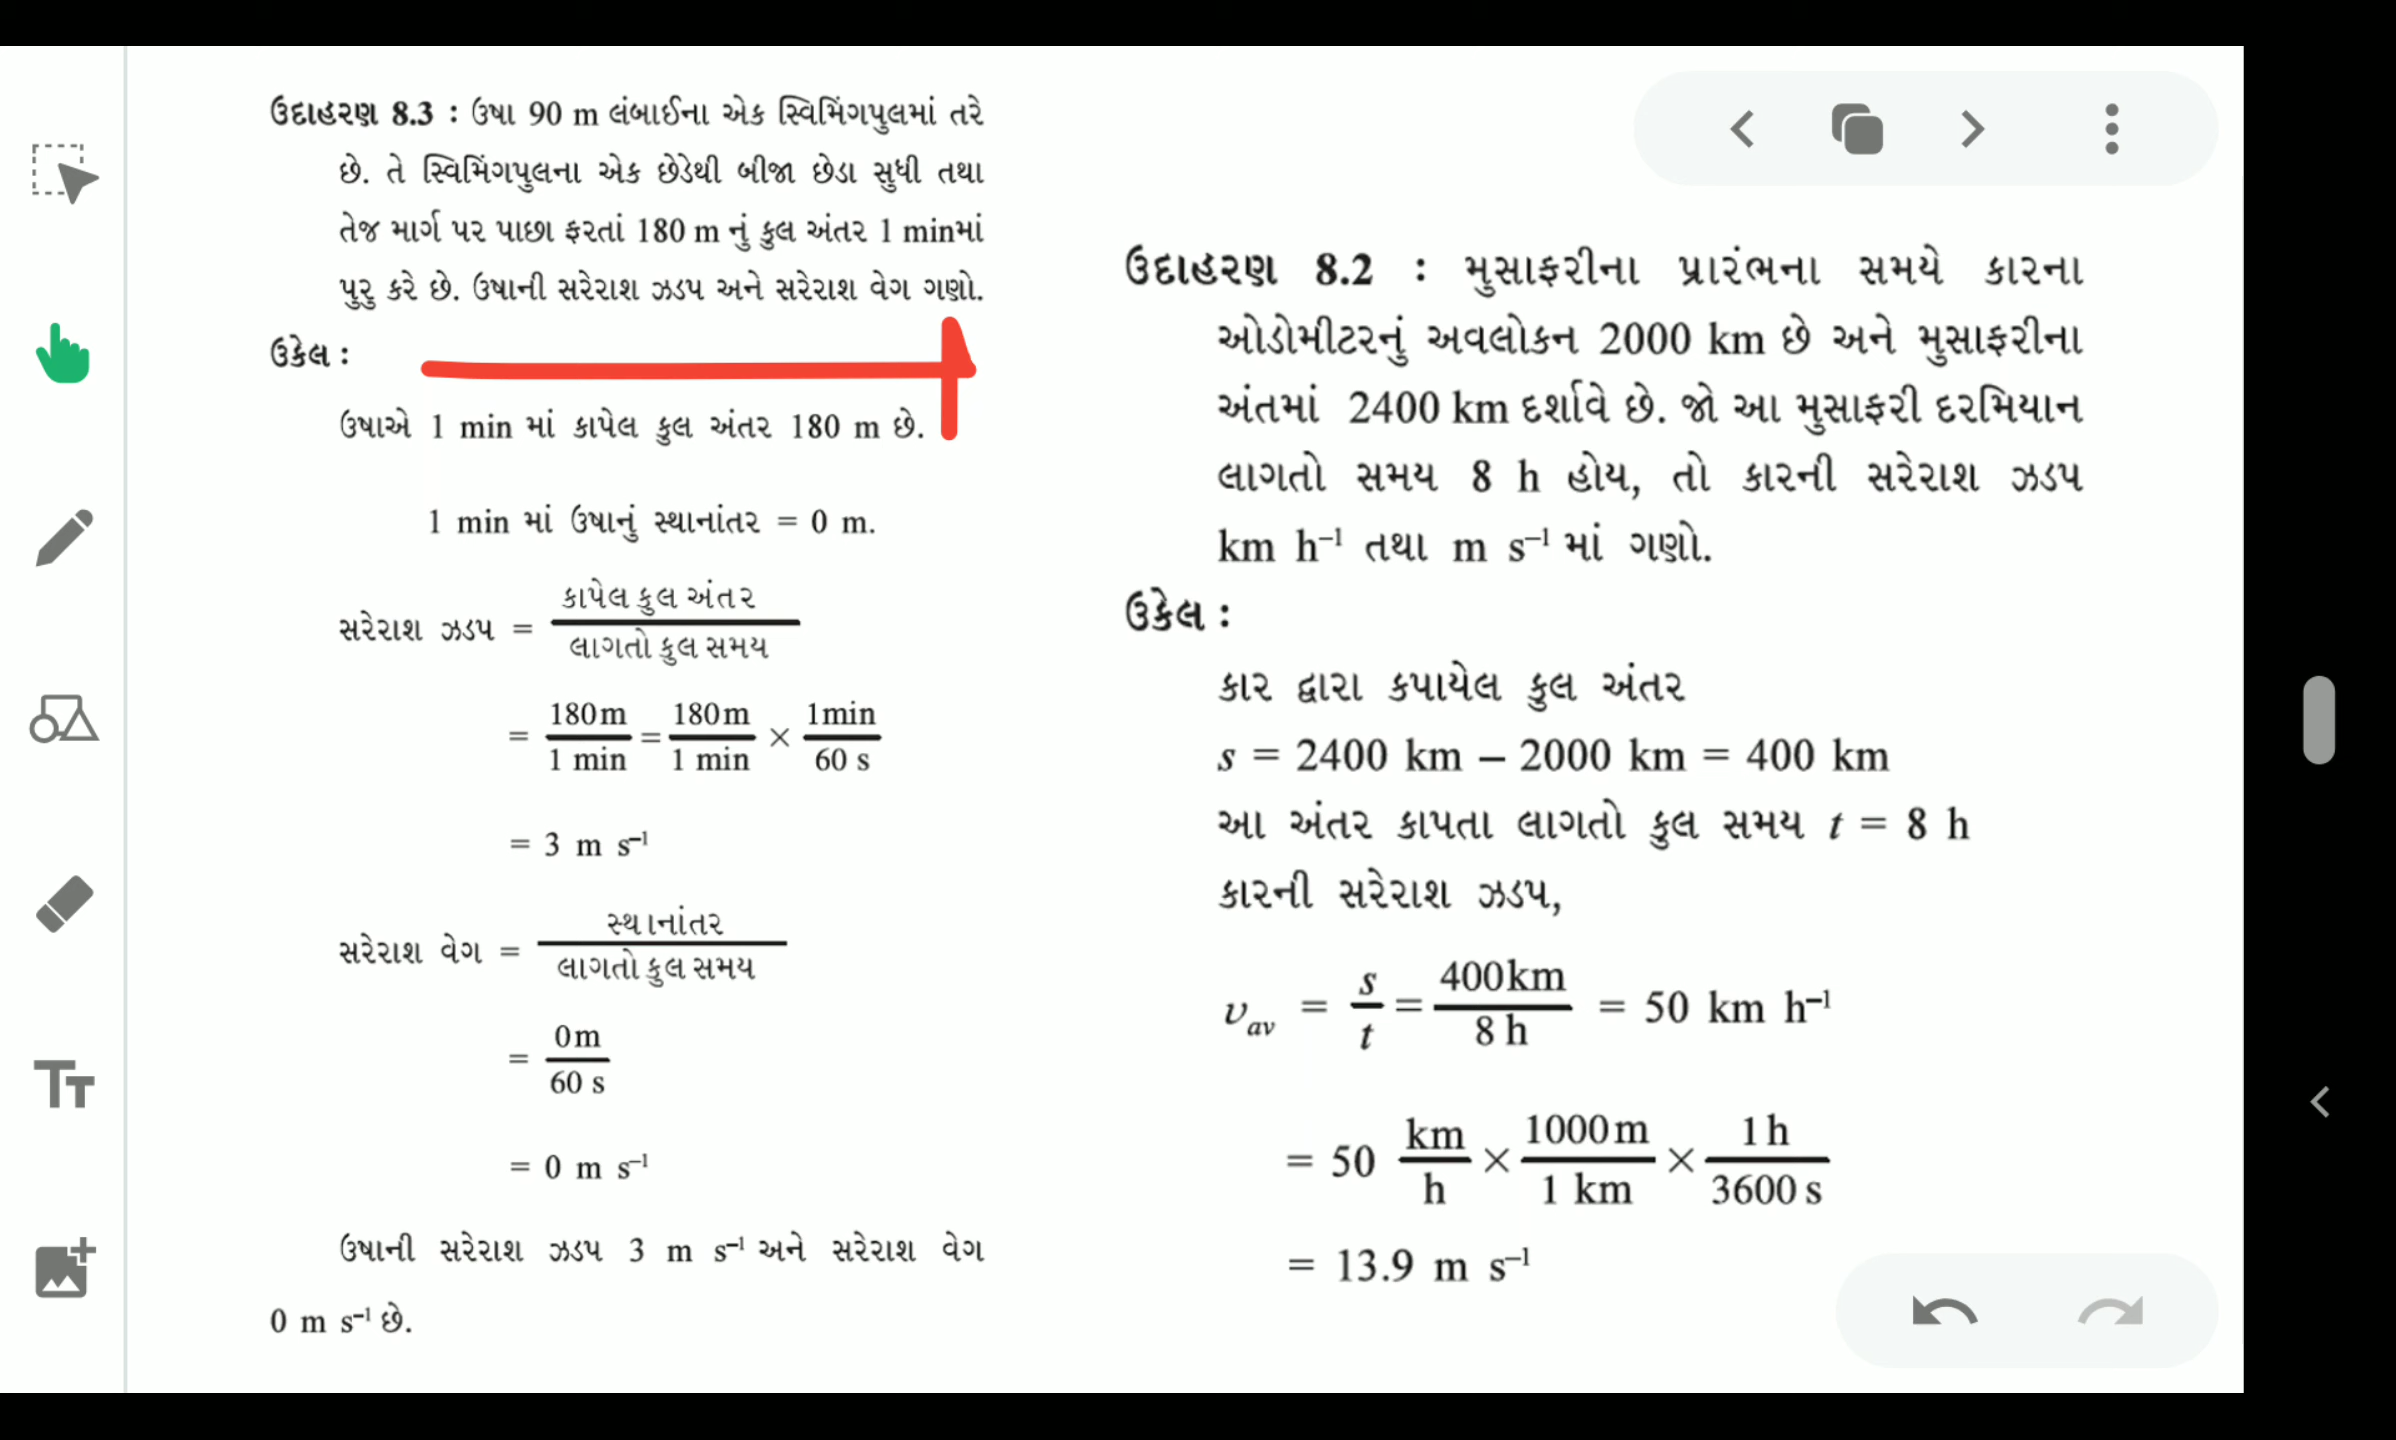 ઉદાહરણ 8.3 : ઉષા 90 m લંબાઈના એક સ્વિમિંગપુલમાં તરે
છે. તે સ્વિમિંગપુલના એક છેડેથી બીજા છેડા સુધી તથા
તેજ માર્ગ પર પાછા ફરતાં 180 m નું કુલ અંતર 1 minમાં
પુરુ કરે છે. ઉષાની સરેરાશ ઝડપ અને સરેરાશ વેગ ગણો.
ઉકેલ :
ઉષાએ 1 min માં કાપેલ કુલ અંતર 180 m છે.
1 min માં ઉષાનું સ્થાનાંતર = 0 m.
સરેરાશ ઝડપ = કાપેલ કુલ અંતર / લાગતો કુલ સમય
= 180 m / 1 min = 180 m / 1 min × 1 min / 60 s
= 3 m s⁻¹
સરેરાશ વેગ = સ્થાનાંતર / લાગતો કુલ સમય
= 0 m / 60 s
= 0 m s⁻¹
ઉષાની સરેરાશ ઝડપ 3 m s⁻¹ અને સરેરાશ વેગ
0 m s⁻¹ છે.
ઉદાહરણ 8.2 : મુસાફરીના પ્રારંભના સમયે કારના
ઓડોમીટરનું અવલોકન 2000 km છે અને મુસાફરીના
અંતમાં 2400 km દર્શાવે છે. જો આ મુસાફરી દરમિયાન
લાગતો સમય 8 h હોય, તો કારની સરેરાશ ઝડપ
km h⁻¹ તથા m s⁻¹ માં ગણો.
ઉકેલ :
કાર દ્વારા કપાયેલ કુલ અંતર
s = 2400 km – 2000 km = 400 km
આ અંતર કાપતા લાગતો કુલ સમય t = 8 h
કારની સરેરાશ ઝડપ,
υav = s / t = 400 km / 8 h = 50 km h⁻¹
= 50 km / h × 1000 m / 1 km × 1 h / 3600 s
= 13.9 m s⁻¹